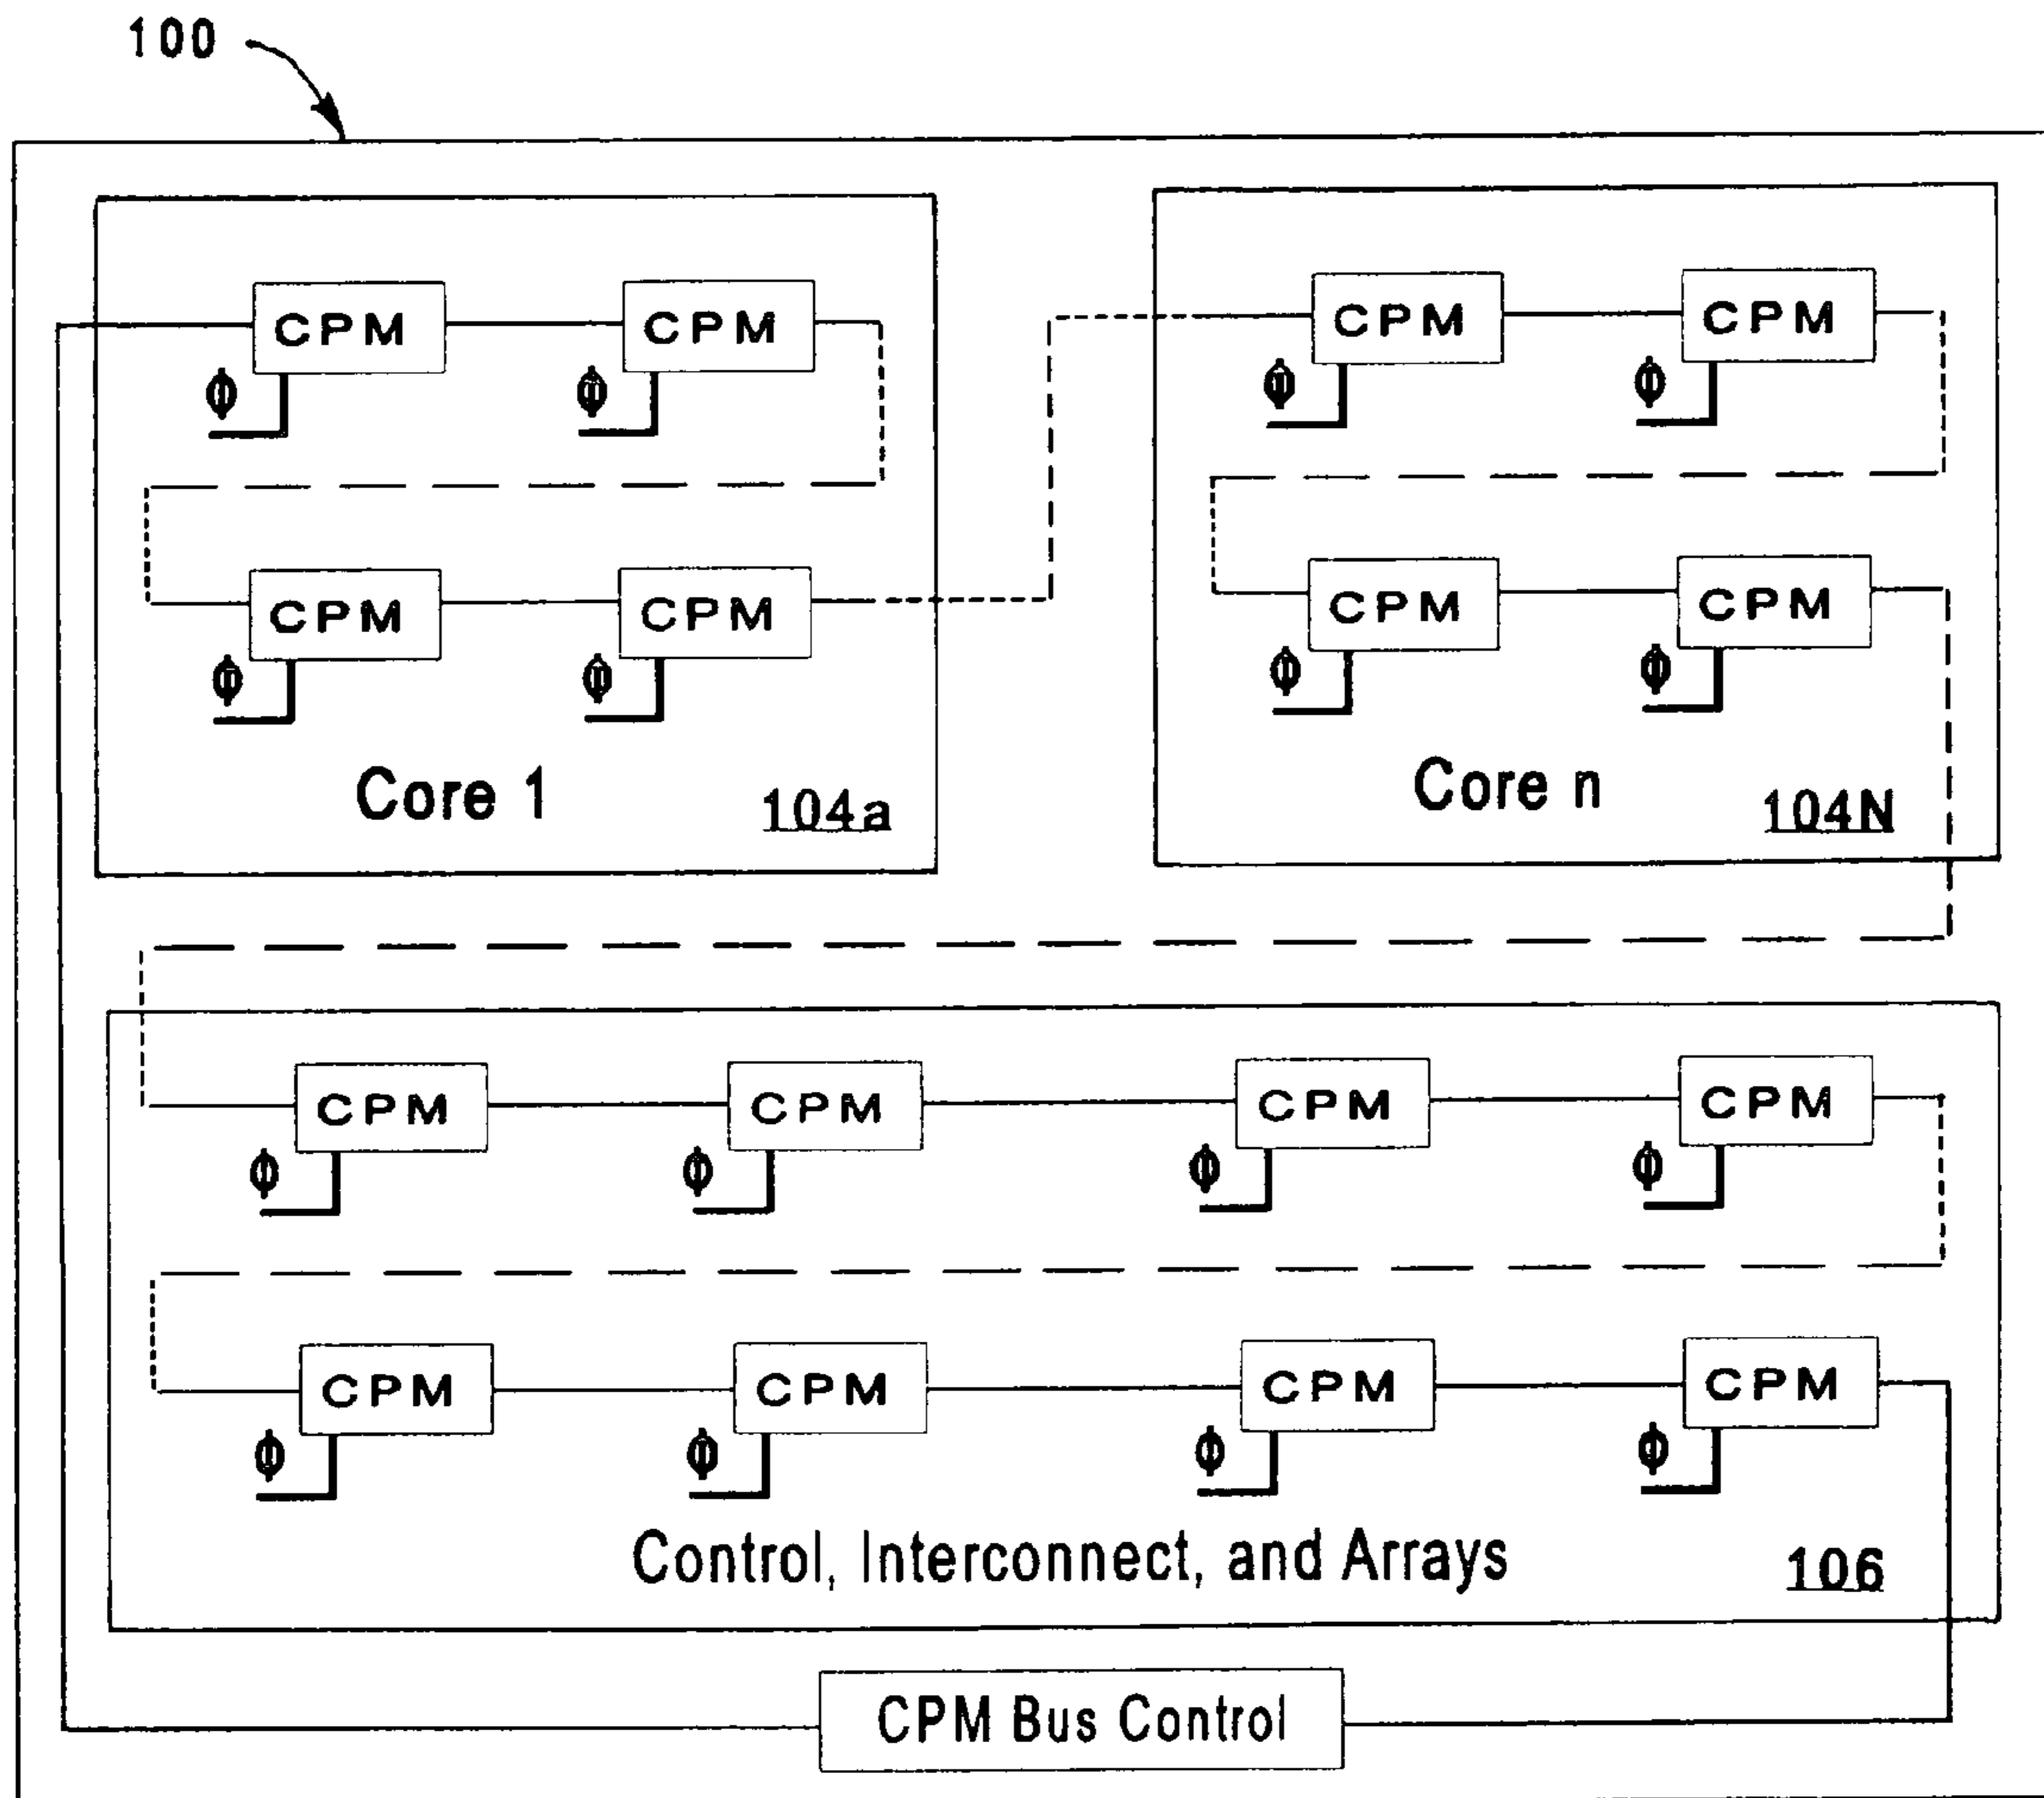 100
CPM CPM
Φ Φ
CPM CPM
Φ Φ
Core 1
104a
CPM CPM
Φ Φ
CPM CPM
Φ Φ
Core n
104N
CPM CPM CPM CPM
Φ Φ Φ Φ
CPM CPM CPM CPM
Φ Φ Φ Φ
Control, Interconnect, and Arrays
106
CPM Bus Control